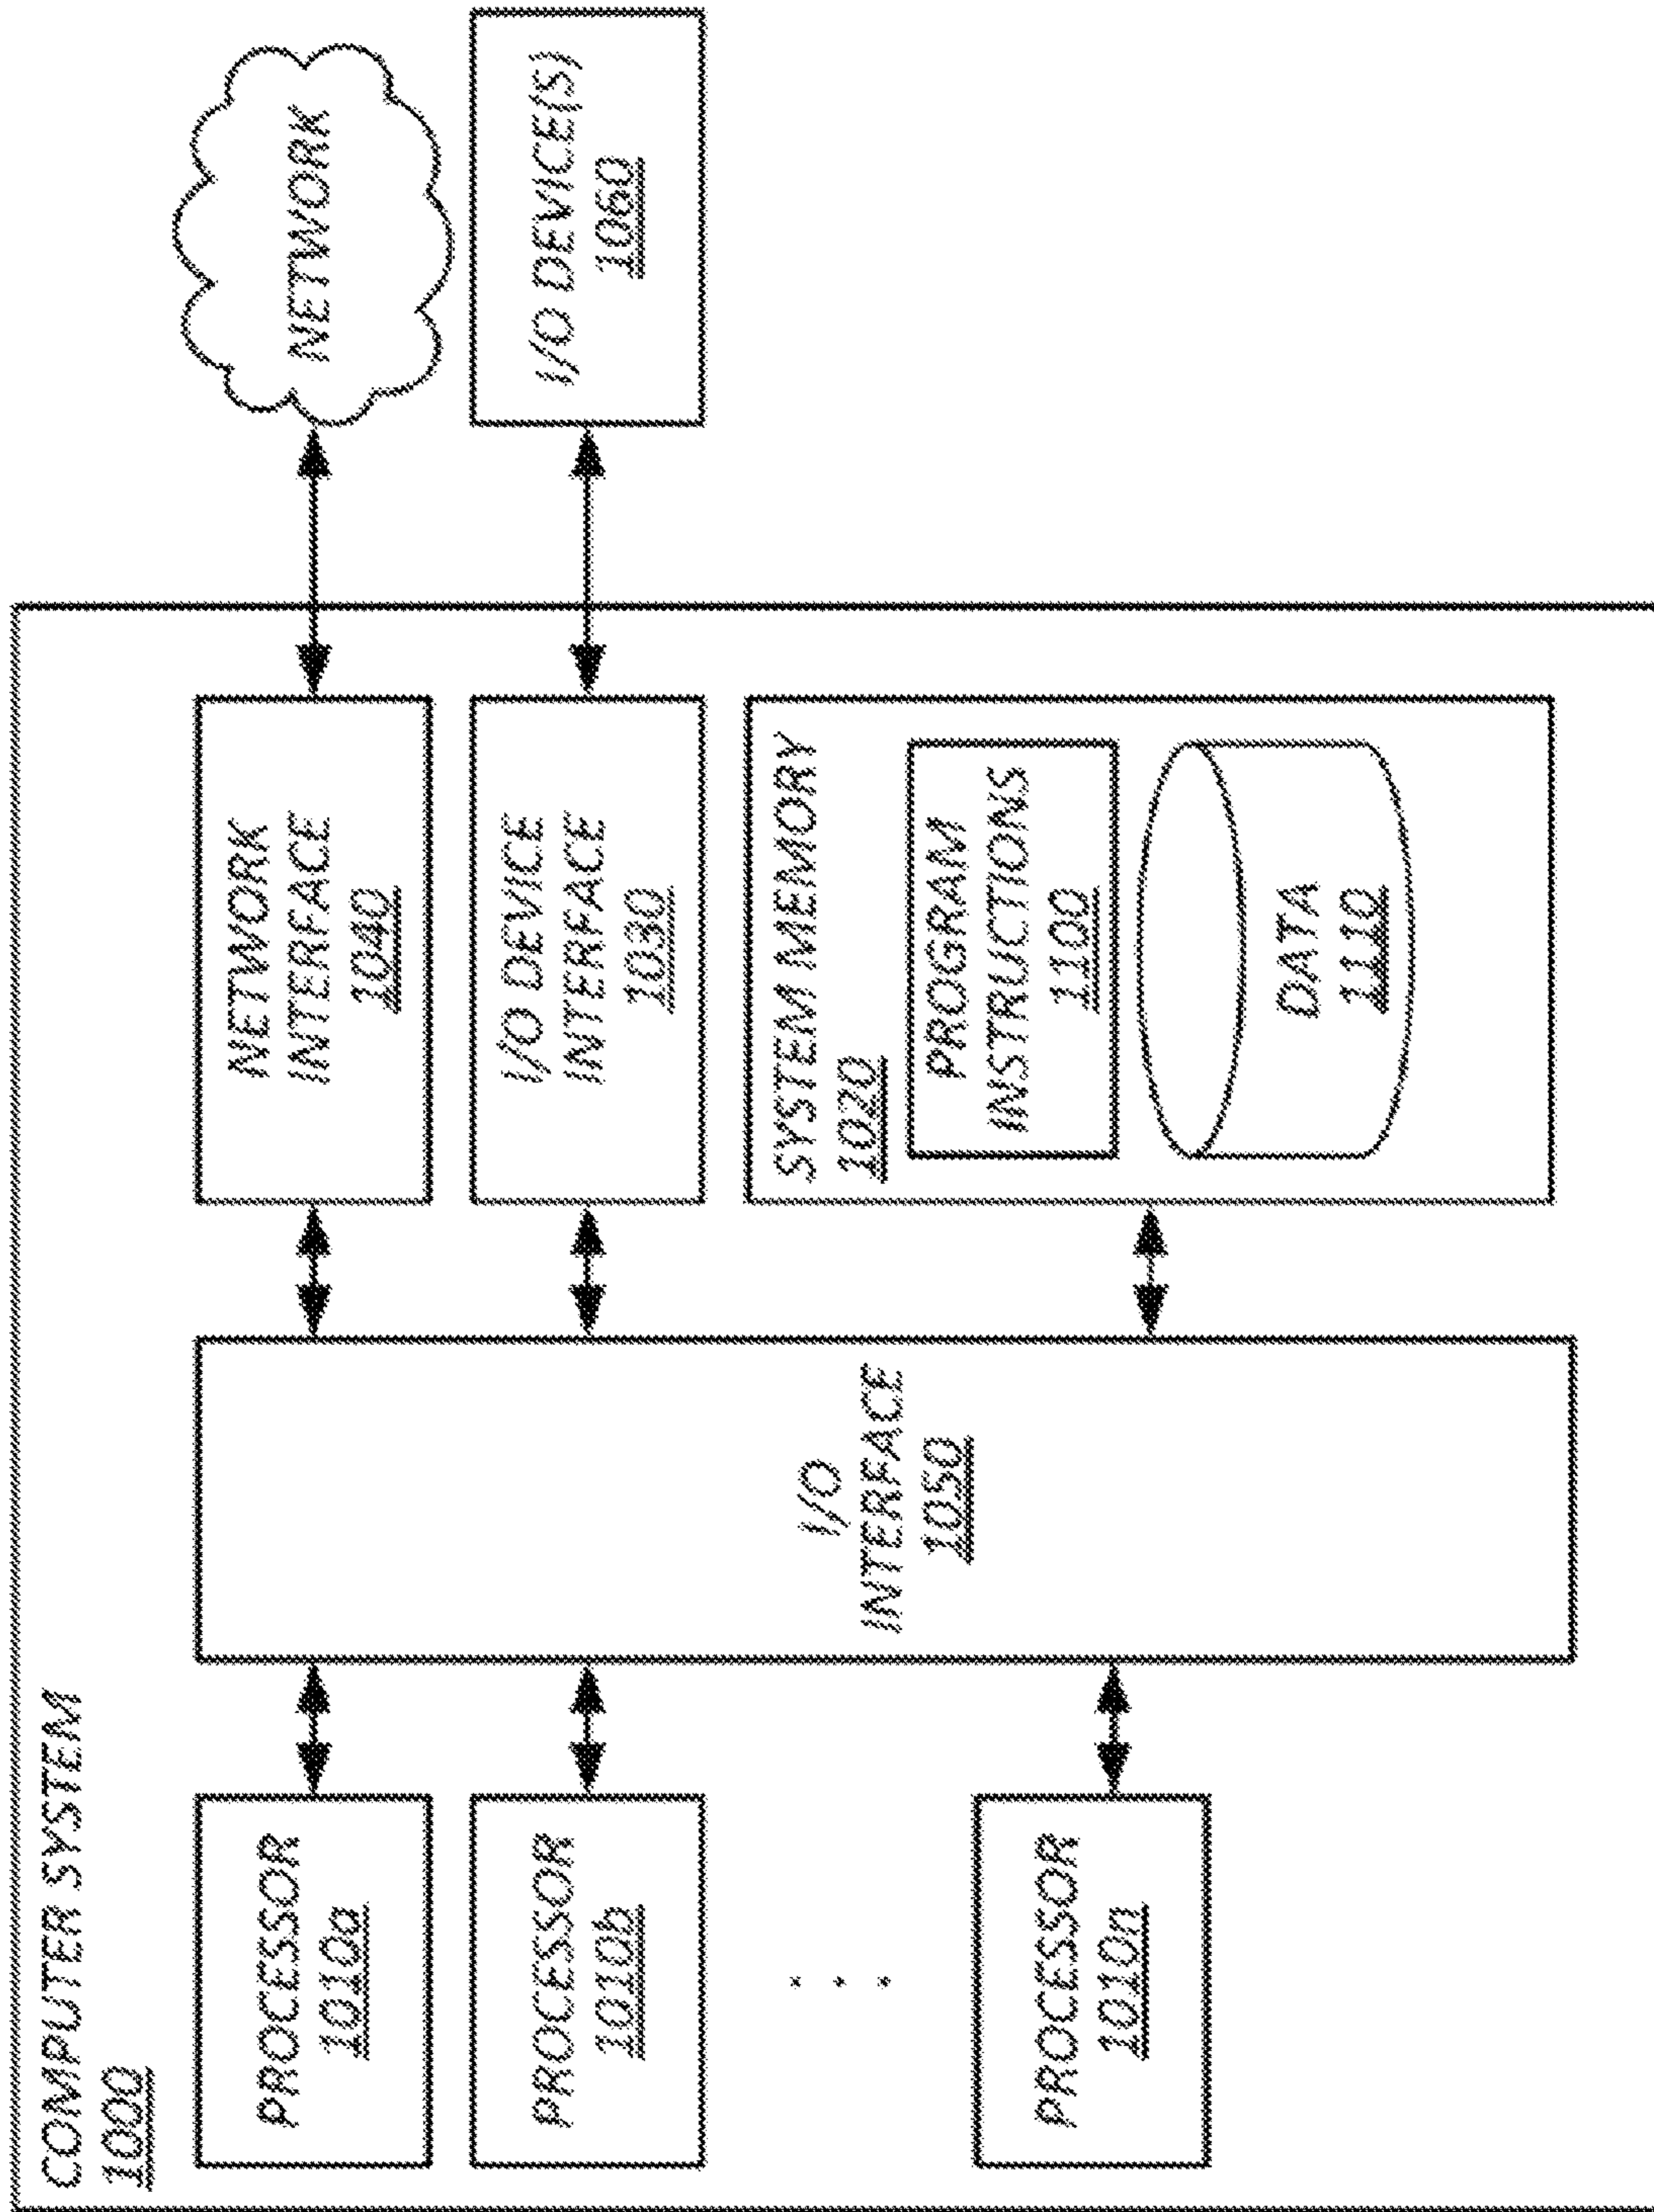 COMPUTER SYSTEM
1000
PROCESSOR
1010a
PROCESSOR
1010b
. . .
PROCESSOR
1010n
I/O
INTERFACE
1050
NETWORK
INTERFACE
1040
I/O DEVICE
INTERFACE
1030
SYSTEM MEMORY
1020
PROGRAM
INSTRUCTIONS
1100
DATA
1110
NETWORK
I/O DEVICE(S)
1060